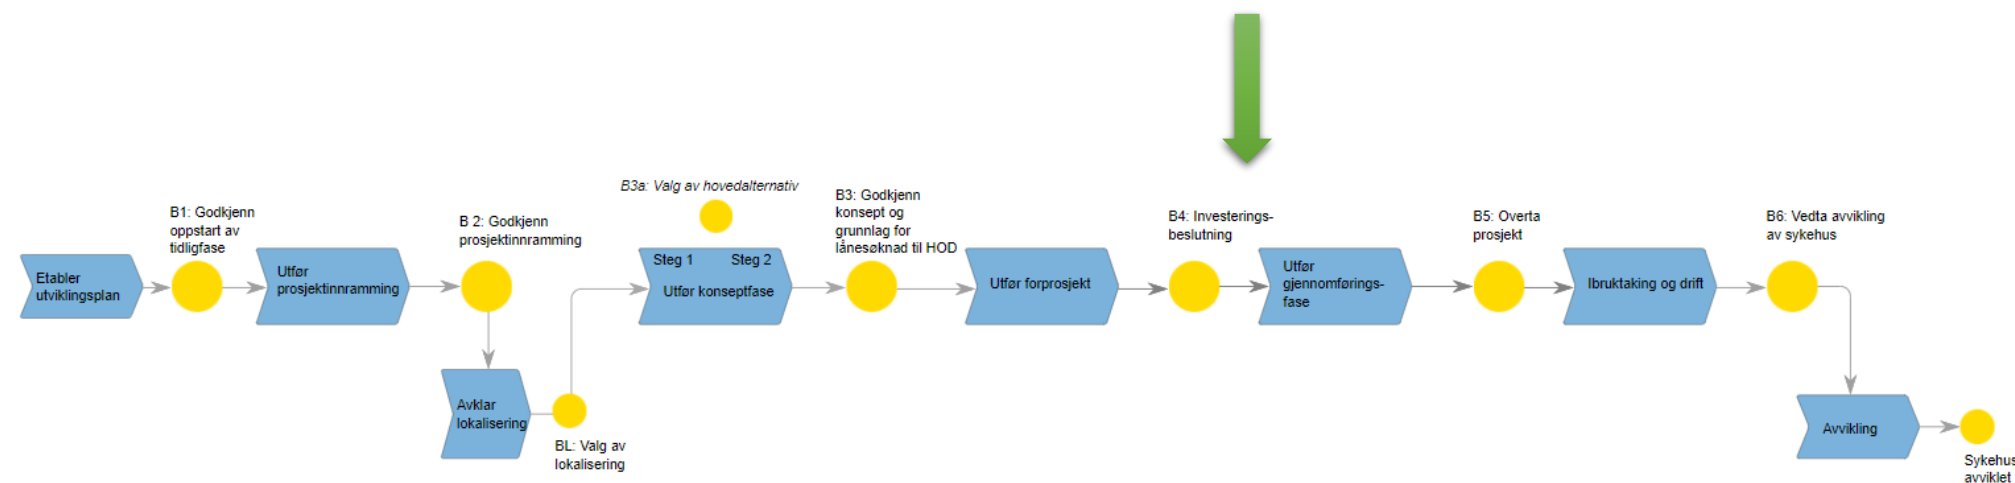 Etabler
utviklingsplan
B1: Godkjenn
oppstart av
tidligfase
Utfør
prosjektinnramming
B 2: Godkjenn
prosjektinnramming
Avklar
lokalisering
BL: Valg av
lokalisering
B3a: Valg av hovedalternativ
Steg 1 Steg 2
Utfør konseptfase
B3: Godkjenn
konsept og
grunnlag for
lånesøknad til HOD
Utfør forprosjekt
B4: Investerings-
beslutning
Utfør
gjennomførings-
fase
B5: Overta
prosjekt
Ibruktaking og drift
B6: Vedta avvikling
av sykehus
Avvikling
Sykehus
avviklet